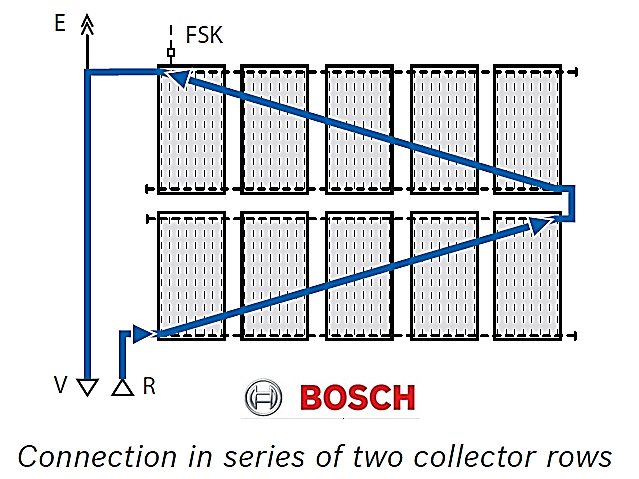 E
FSK
V
R
BOSCH
Connection in series of two collector rows